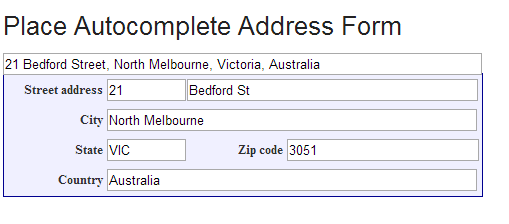 Place Autocomplete Address Form
21 Bedford Street, North Melbourne, Victoria, Australia
Street address 21 Bedford St
City North Melbourne
State VIC Zip code 3051
Country Australia